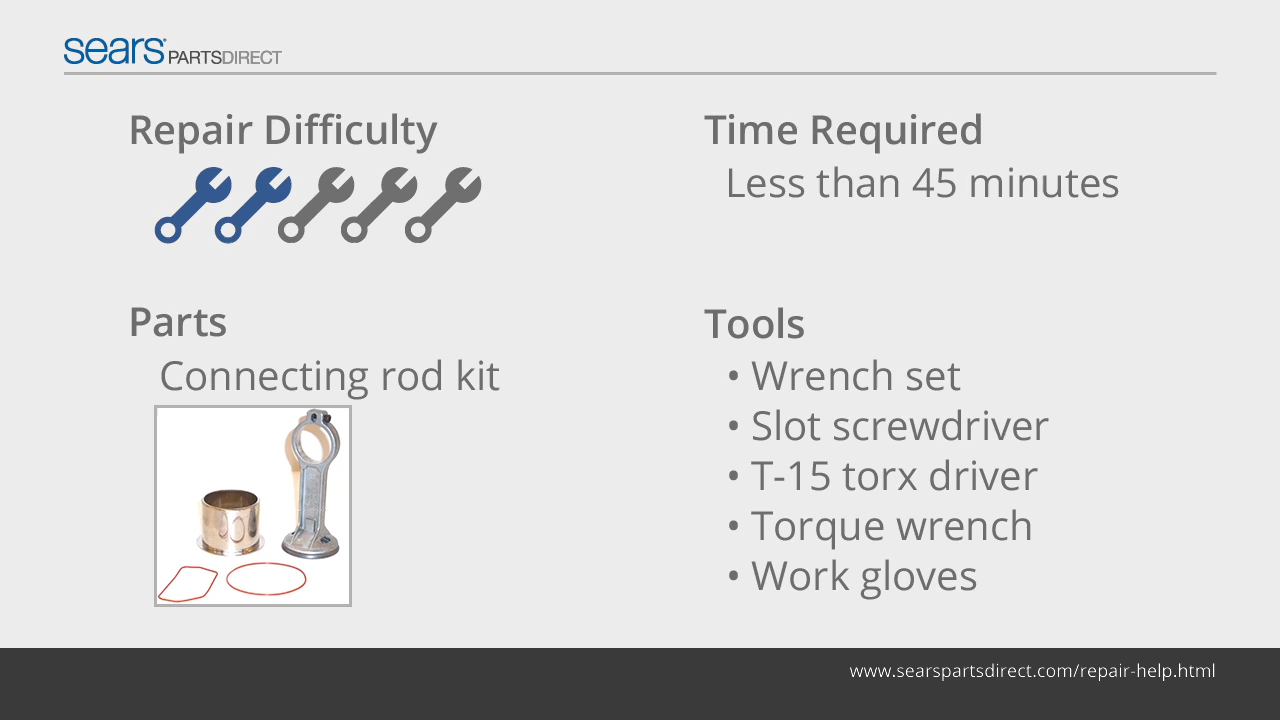 sears PARTSDIRECT
Repair Difficulty
Time Required
Less than 45 minutes
Parts
Connecting rod kit
Tools
• Wrench set
• Slot screwdriver
• T-15 torx driver
• Torque wrench
• Work gloves
www.searspartsdirect.com/repair-help.html